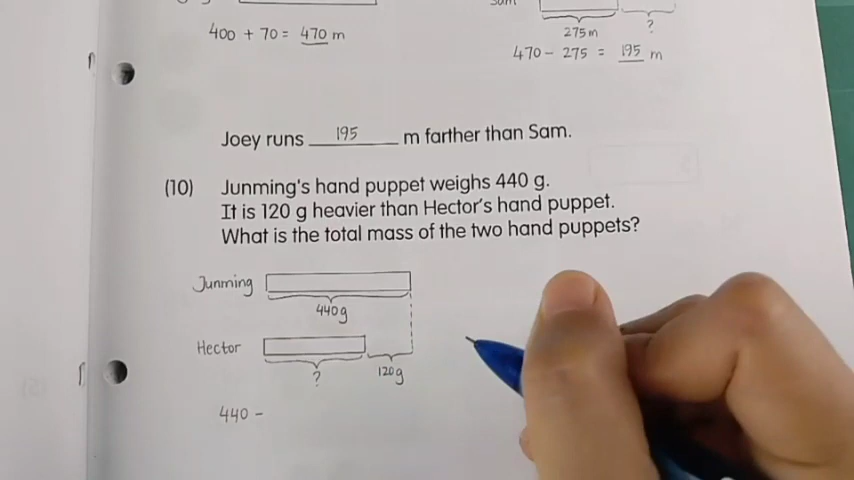 400 + 70 = 470 m
Sam
275m
?
470 - 275 = 195 m
Joey runs 195 m farther than Sam.
(10) Junming's hand puppet weighs 440 g.
It is 120 g heavier than Hector's hand puppet.
What is the total mass of the two hand puppets?
Junming
440g
Hector
?
120g
440 -